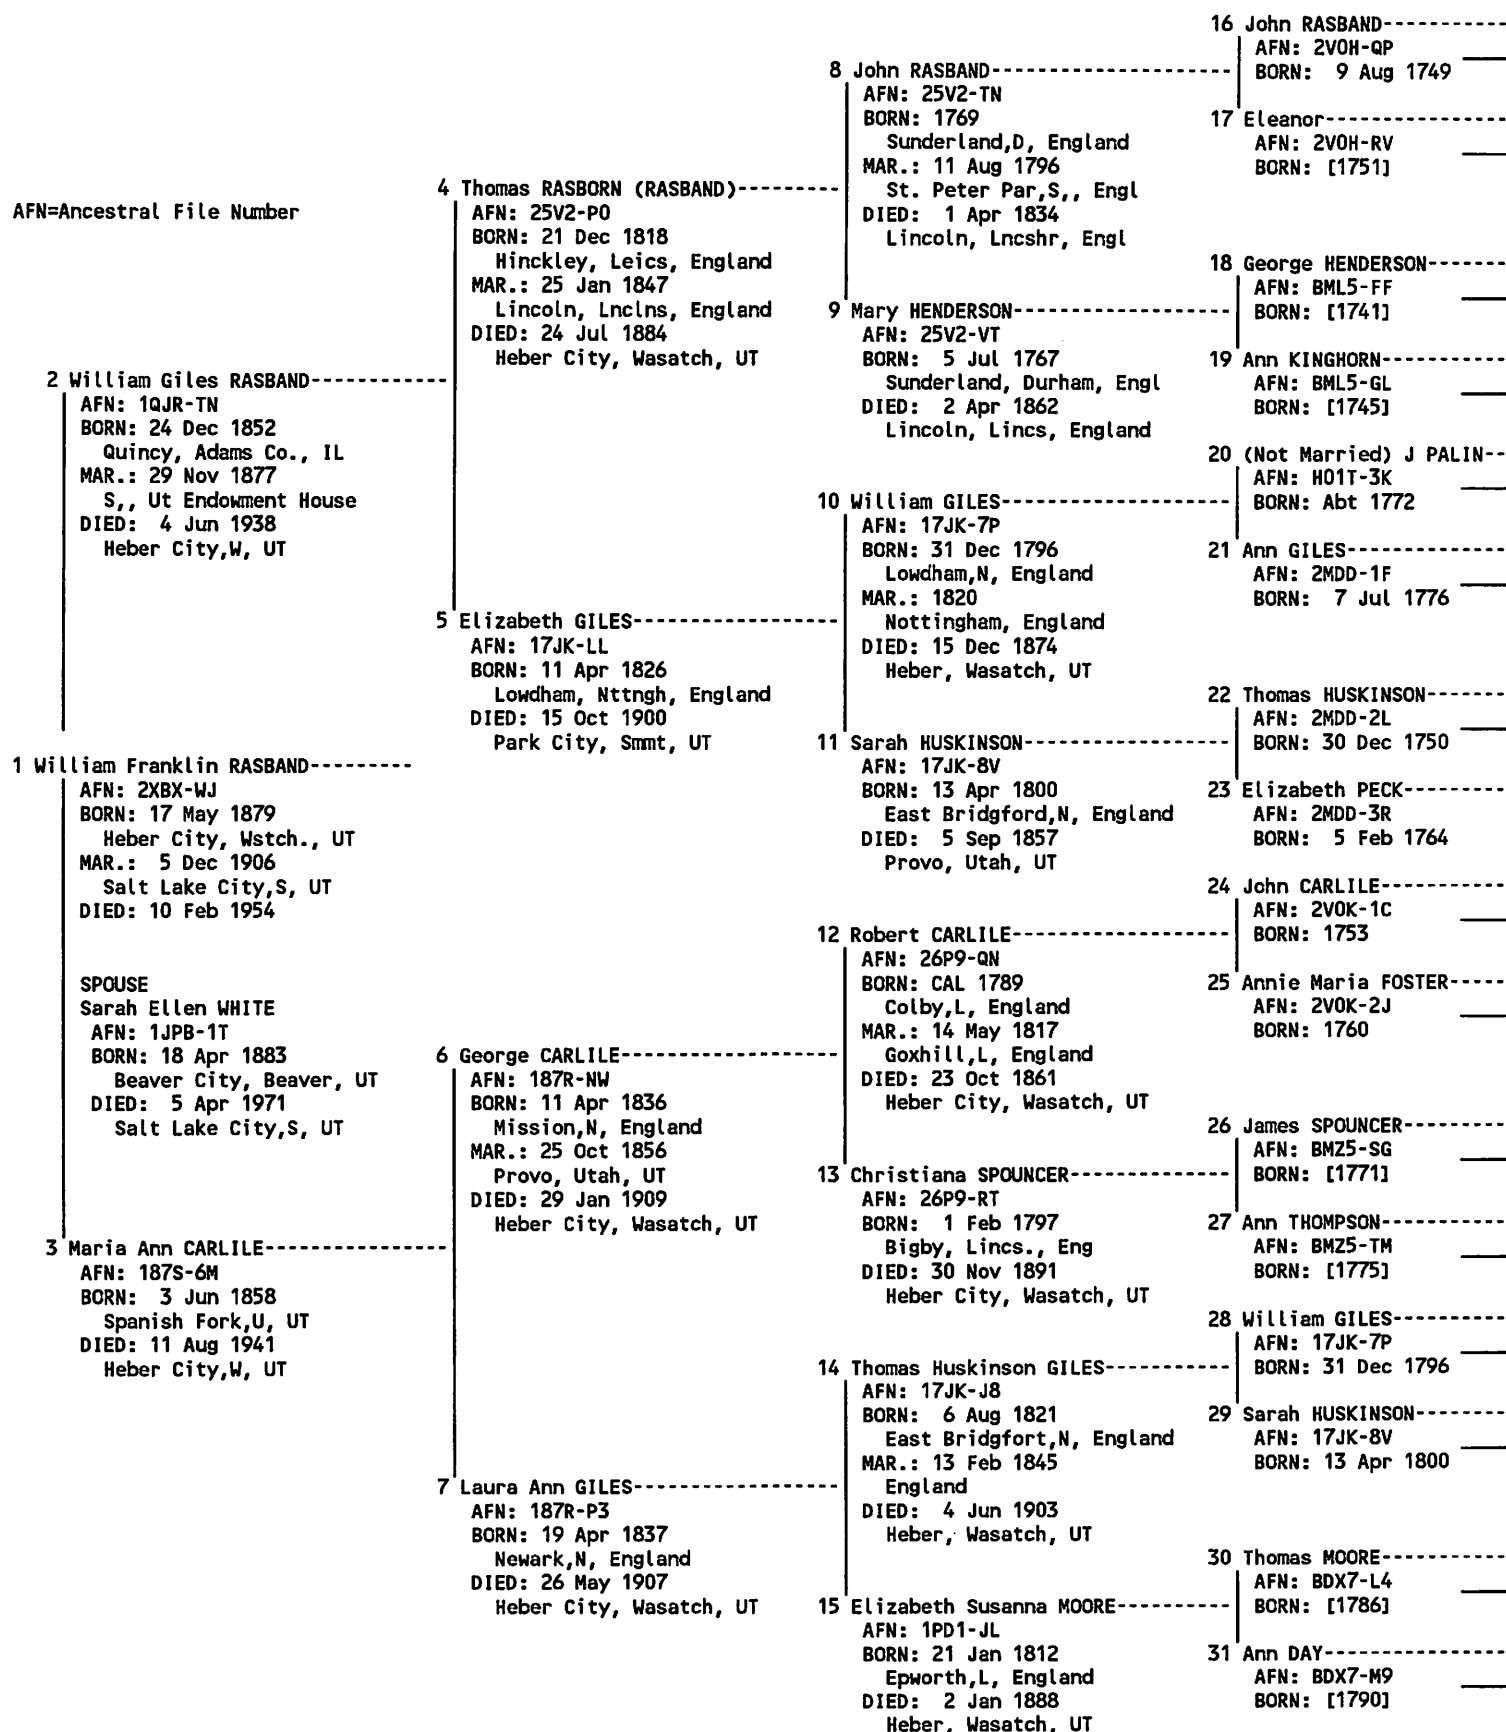 AFN=Ancestral File Number
1 William Franklin RASBAND---------
AFN: 2XBX-WJ
BORN: 17 May 1879
Heber City, Wstch., UT
MAR.: 5 Dec 1906
Salt Lake City,S, UT
DIED: 10 Feb 1954
SPOUSE
Sarah Ellen WHITE
AFN: 1JPB-1T
BORN: 18 Apr 1883
Beaver City, Beaver, UT
DIED: 5 Apr 1971
Salt Lake City,S, UT
2 William Giles RASBAND------------
AFN: 1QJR-TN
BORN: 24 Dec 1852
Quincy, Adams Co., IL
MAR.: 29 Nov 1877
S,, Ut Endowment House
DIED: 4 Jun 1938
Heber City,W, UT
3 Maria Ann CARLILE----------------
AFN: 187S-6M
BORN: 3 Jun 1858
Spanish Fork,U, UT
DIED: 11 Aug 1941
Heber City,W, UT
4 Thomas RASBORN (RASBAND)---------
AFN: 25V2-P0
BORN: 21 Dec 1818
Hinckley, Leics, England
MAR.: 25 Jan 1847
Lincoln, Lnclns, England
DIED: 24 Jul 1884
Heber City, Wasatch, UT
5 Elizabeth GILES------------------
AFN: 17JK-LL
BORN: 11 Apr 1826
Lowdham, Nttngh, England
DIED: 15 Oct 1900
Park City, Smmt, UT
6 George CARLILE-------------------
AFN: 187R-NW
BORN: 11 Apr 1836
Mission,N, England
MAR.: 25 Oct 1856
Provo, Utah, UT
DIED: 29 Jan 1909
Heber City, Wasatch, UT
7 Laura Ann GILES------------------
AFN: 187R-P3
BORN: 19 Apr 1837
Newark,N, England
DIED: 26 May 1907
Heber City, Wasatch, UT
8 John RASBAND---------------------
AFN: 25V2-TN
BORN: 1769
Sunderland,D, England
MAR.: 11 Aug 1796
St. Peter Par,S,, Engl
DIED: 1 Apr 1834
Lincoln, Lncshr, Engl
9 Mary HENDERSON-------------------
AFN: 25V2-VT
BORN: 5 Jul 1767
Sunderland, Durham, Engl
DIED: 2 Apr 1862
Lincoln, Lincs, England
10 William GILES--------------------
AFN: 17JK-7P
BORN: 31 Dec 1796
Lowdham,N, England
MAR.: 1820
Nottingham, England
DIED: 15 Dec 1874
Heber, Wasatch, UT
11 Sarah HUSKINSON------------------
AFN: 17JK-8V
BORN: 13 Apr 1800
East Bridgford,N, England
DIED: 5 Sep 1857
Provo, Utah, UT
12 Robert CARLILE-------------------
AFN: 26P9-QN
BORN: CAL 1789
Colby,L, England
MAR.: 14 May 1817
Goxhill,L, England
DIED: 23 Oct 1861
Heber City, Wasatch, UT
13 Christiana SPOUNCER--------------
AFN: 26P9-RT
BORN: 1 Feb 1797
Bigby, Lincs., Eng
DIED: 30 Nov 1891
Heber City, Wasatch, UT
14 Thomas Huskinson GILES-----------
AFN: 17JK-J8
BORN: 6 Aug 1821
East Bridgfort,N, England
MAR.: 13 Feb 1845
England
DIED: 4 Jun 1903
Heber, Wasatch, UT
15 Elizabeth Susanna MOORE----------
AFN: 1PD1-JL
BORN: 21 Jan 1812
Epworth,L, England
DIED: 2 Jan 1888
Heber, Wasatch, UT
16 John RASBAND-----------
AFN: 2V0H-QP
BORN: 9 Aug 1749
17 Eleanor----------------
AFN: 2V0H-RV
BORN: [1751]
18 George HENDERSON-------
AFN: BML5-FF
BORN: [1741]
19 Ann KINGHORN-----------
AFN: BML5-GL
BORN: [1745]
20 (Not Married) J PALIN--
AFN: H01T-3K
BORN: Abt 1772
21 Ann GILES--------------
AFN: 2MDD-1F
BORN: 7 Jul 1776
22 Thomas HUSKINSON-------
AFN: 2MDD-2L
BORN: 30 Dec 1750
23 Elizabeth PECK---------
AFN: 2MDD-3R
BORN: 5 Feb 1764
24 John CARLILE-----------
AFN: 2V0K-1C
BORN: 1753
25 Annie Maria FOSTER-----
AFN: 2V0K-2J
BORN: 1760
26 James SPOUNCER---------
AFN: BMZ5-SG
BORN: [1771]
27 Ann THOMPSON-----------
AFN: BMZ5-TM
BORN: [1775]
28 William GILES----------
AFN: 17JK-7P
BORN: 31 Dec 1796
29 Sarah HUSKINSON--------
AFN: 17JK-8V
BORN: 13 Apr 1800
30 Thomas MOORE-----------
AFN: BDX7-L4
BORN: [1786]
31 Ann DAY----------------
AFN: BDX7-M9
BORN: [1790]